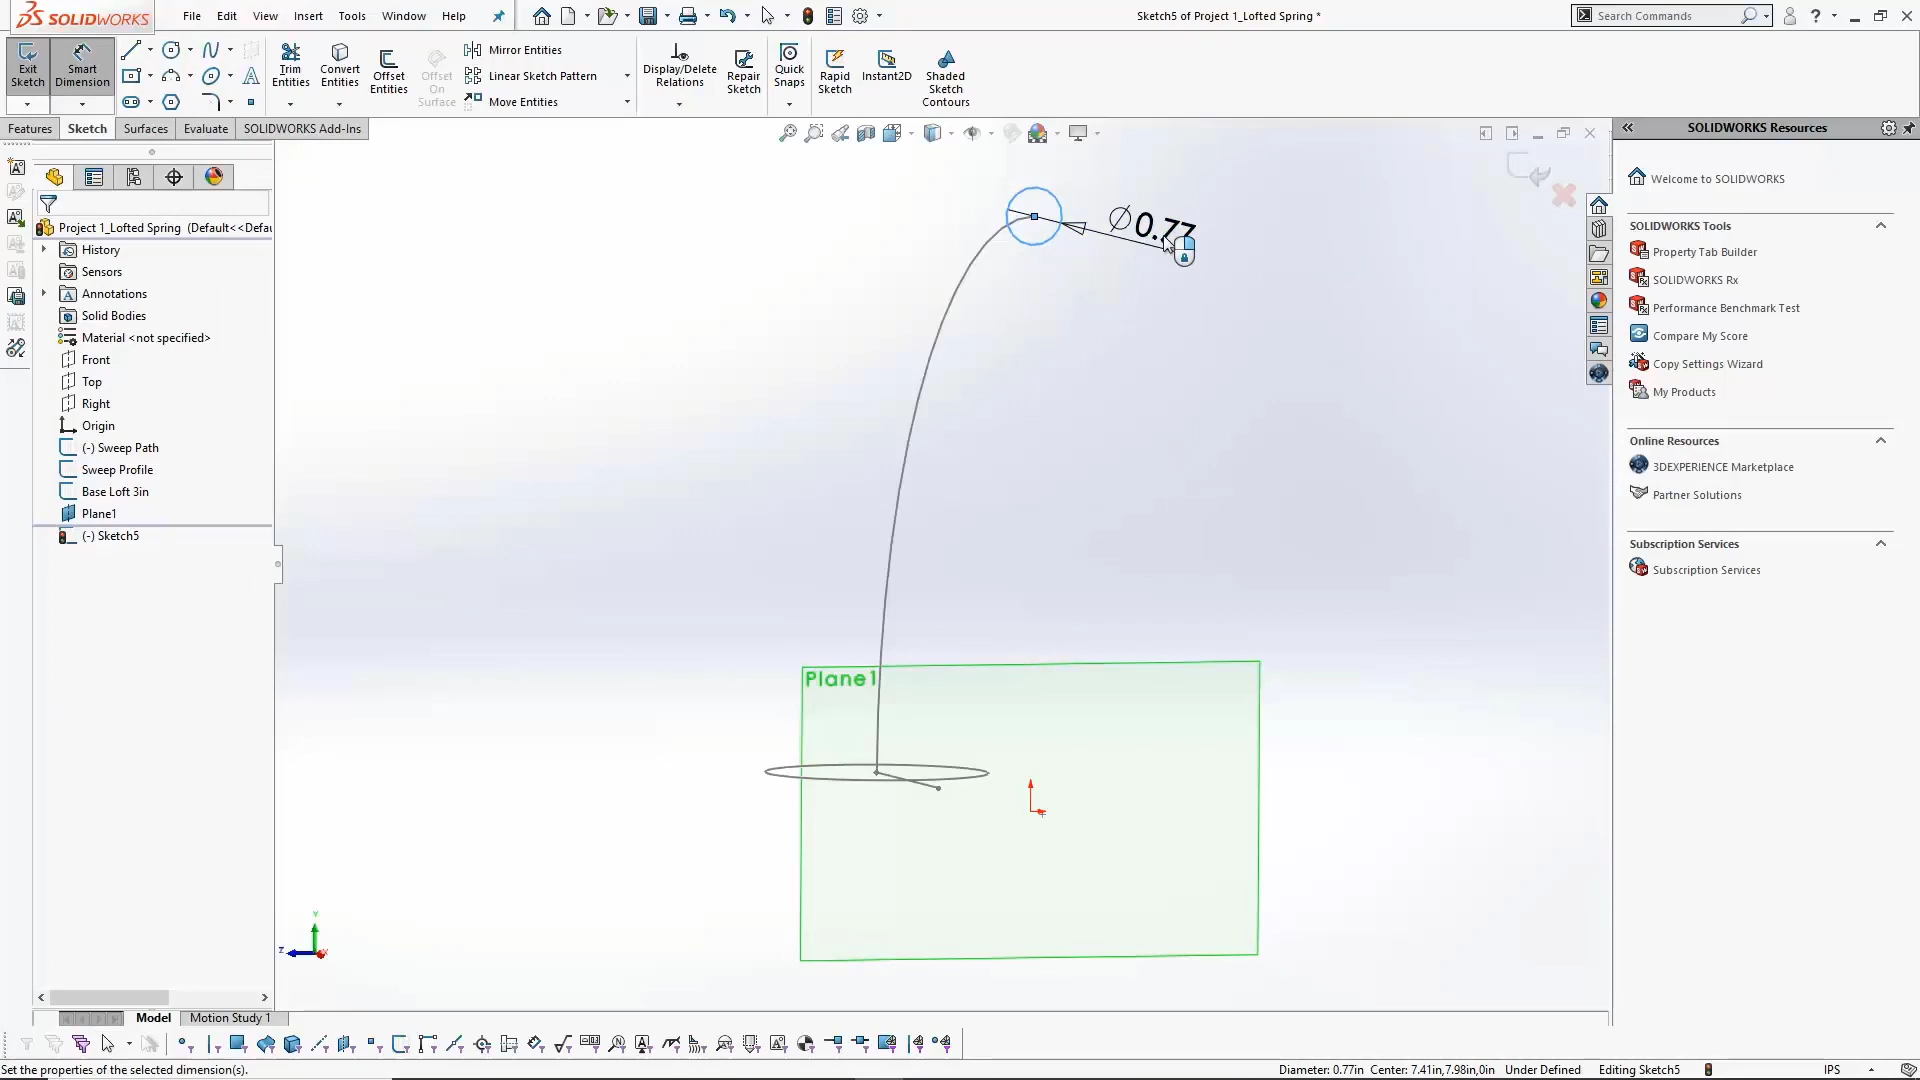 SOLIDWORKS
File Edit View Insert Tools Window Help
Sketch5 of Project 1_Lofted Spring *
Search Commands
Exit Sketch
Smart Dimension
Trim Entities
Convert Entities
Offset Entities
Offset On Surface
Mirror Entities
Linear Sketch Pattern
Move Entities
Display/Delete Relations
Repair Sketch
Quick Snaps
Rapid Sketch
Instant2D
Shaded Sketch Contours
Features Sketch Surfaces Evaluate SOLIDWORKS Add-Ins
Project 1_Lofted Spring (Default<<Defau
History
Sensors
Annotations
Solid Bodies
Material <not specified>
Front
Top
Right
Origin
(-) Sweep Path
Sweep Profile
Base Loft 3in
Plane1
(-) Sketch5
∅0.77
Plane1
Y
Z
X
SOLIDWORKS Resources
Welcome to SOLIDWORKS
SOLIDWORKS Tools
Property Tab Builder
SOLIDWORKS Rx
Performance Benchmark Test
Compare My Score
Copy Settings Wizard
My Products
Online Resources
3DEXPERIENCE Marketplace
Partner Solutions
Subscription Services
Subscription Services
Model Motion Study 1
Set the properties of the selected dimension(s).
Diameter: 0.77in Center: 7.41in,7.98in,0in Under Defined Editing Sketch5 IPS